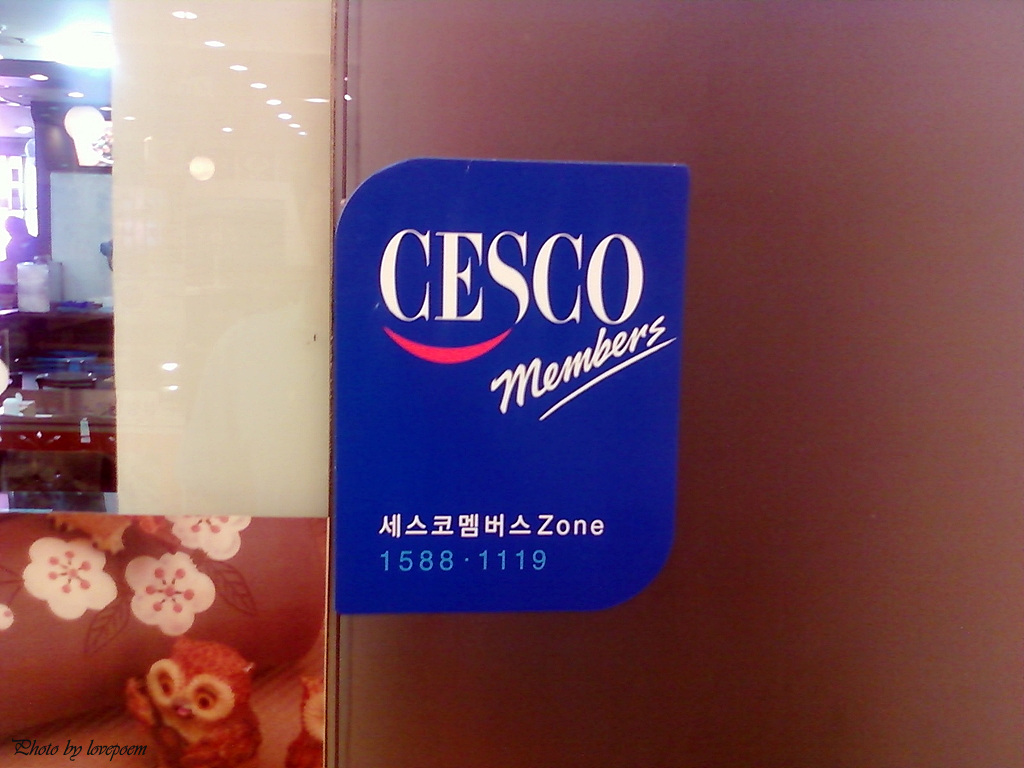 CESCO
Members
세스코멤버스Zone
1588·1119
Photo by lovepoem